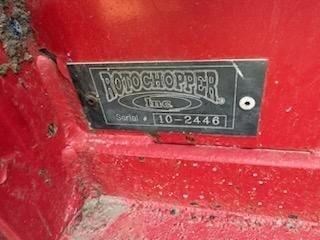 ROTOCHOPPER®
Inc.
Serial # 10-2446